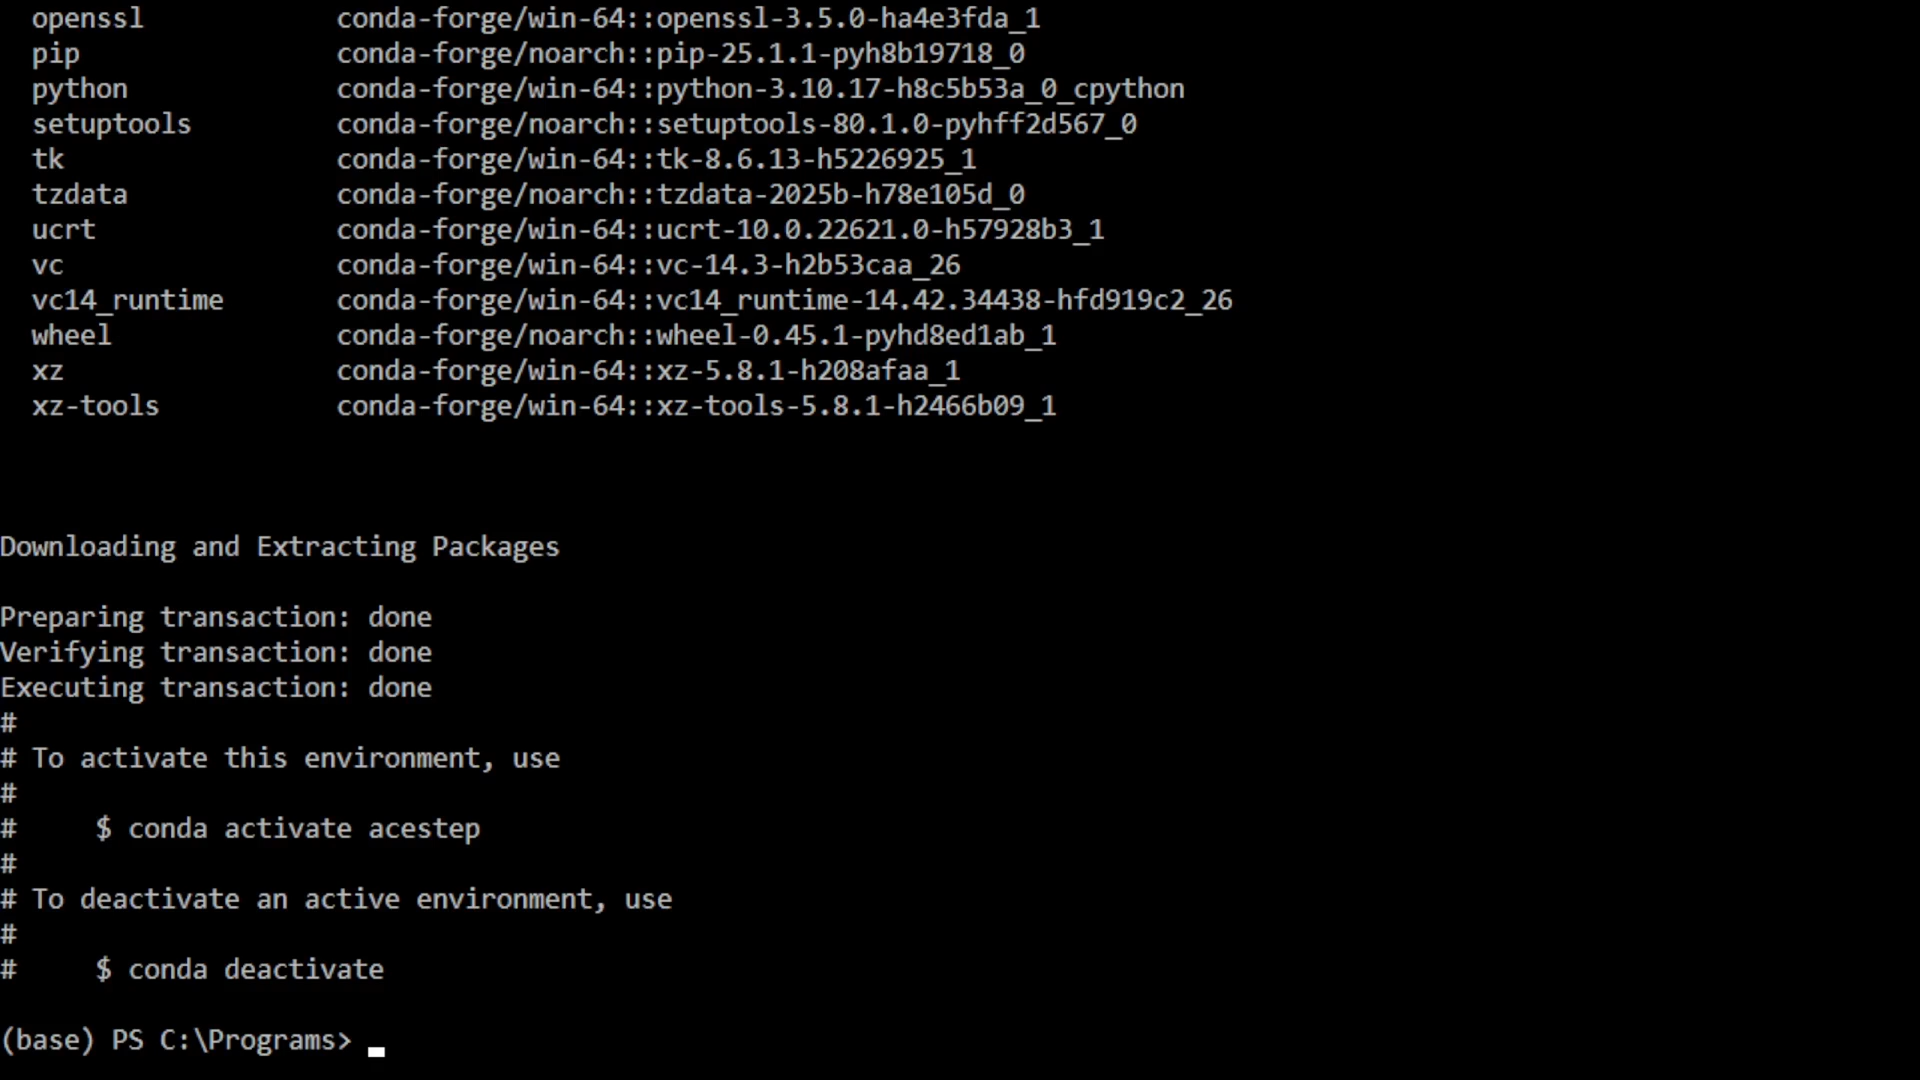 openssl conda-forge/win-64::openssl-3.5.0-ha4e3fda_1
pip conda-forge/noarch::pip-25.1.1-pyh8b19718_0
python conda-forge/win-64::python-3.10.17-h8c5b53a_0_cpython
setuptools conda-forge/noarch::setuptools-80.1.0-pyhff2d567_0
tk conda-forge/win-64::tk-8.6.13-h5226925_1
tzdata conda-forge/noarch::tzdata-2025b-h78e105d_0
ucrt conda-forge/win-64::ucrt-10.0.22621.0-h57928b3_1
vc conda-forge/win-64::vc-14.3-h2b53caa_26
vc14_runtime conda-forge/win-64::vc14_runtime-14.42.34438-hfd919c2_26
wheel conda-forge/noarch::wheel-0.45.1-pyhd8ed1ab_1
xz conda-forge/win-64::xz-5.8.1-h208afaa_1
xz-tools conda-forge/win-64::xz-tools-5.8.1-h2466b09_1
Downloading and Extracting Packages
Preparing transaction: done
Verifying transaction: done
Executing transaction: done
#
# To activate this environment, use
#
# $ conda activate acestep
#
# To deactivate an active environment, use
#
# $ conda deactivate
(base) PS C:\Programs>